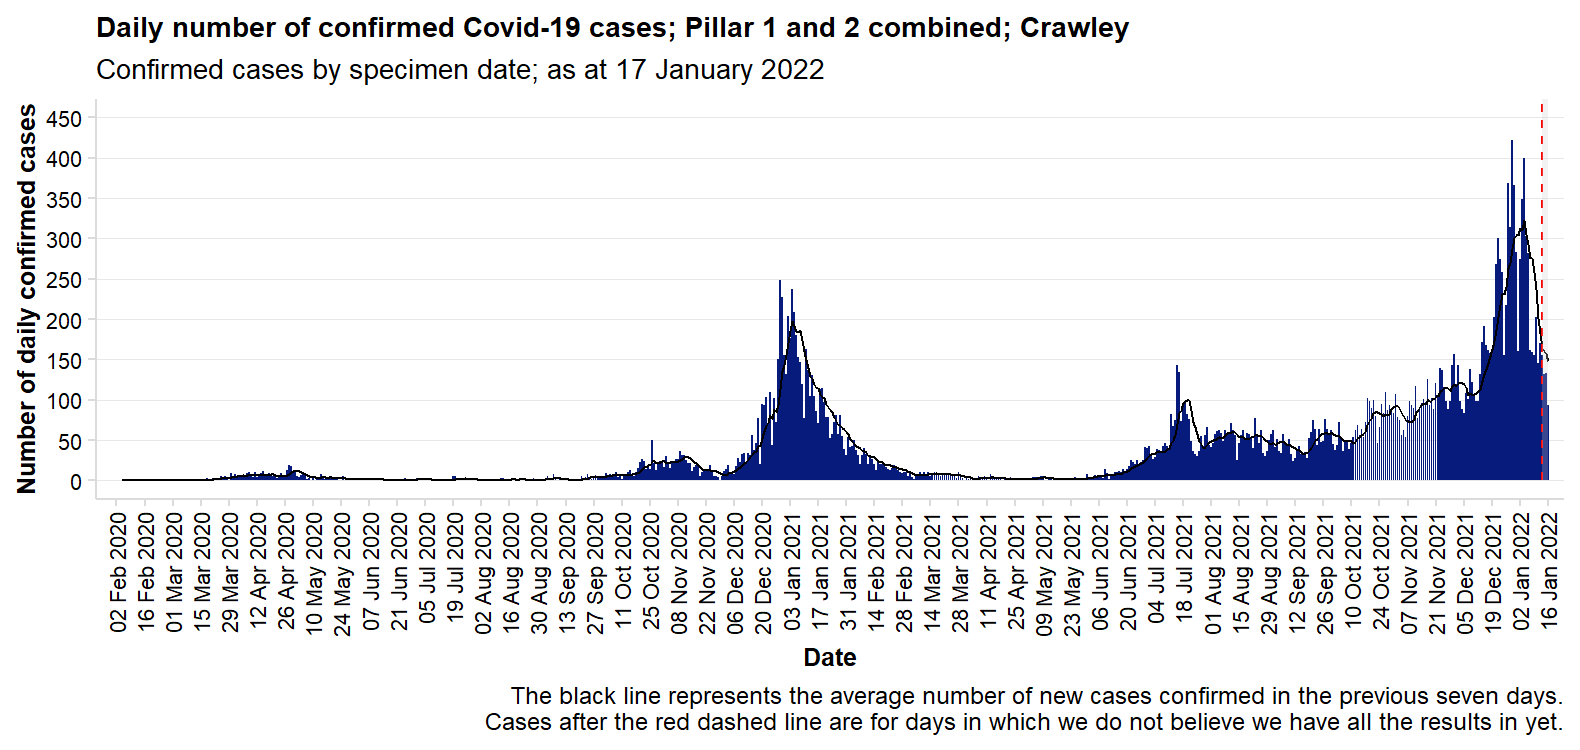 Daily number of confirmed Covid-19 cases; Pillar 1 and 2 combined; Crawley
Confirmed cases by specimen date; as at 17 January 2022
Number of daily confirmed cases
450
400
350
300
250
200
150
100
50
0
02 Feb 2020
16 Feb 2020
01 Mar 2020
15 Mar 2020
29 Mar 2020
12 Apr 2020
26 Apr 2020
10 May 2020
24 May 2020
07 Jun 2020
21 Jun 2020
05 Jul 2020
19 Jul 2020
02 Aug 2020
16 Aug 2020
30 Aug 2020
13 Sep 2020
27 Sep 2020
11 Oct 2020
25 Oct 2020
08 Nov 2020
22 Nov 2020
06 Dec 2020
20 Dec 2020
03 Jan 2021
17 Jan 2021
31 Jan 2021
14 Feb 2021
28 Feb 2021
14 Mar 2021
28 Mar 2021
11 Apr 2021
25 Apr 2021
09 May 2021
23 May 2021
06 Jun 2021
20 Jun 2021
04 Jul 2021
18 Jul 2021
01 Aug 2021
15 Aug 2021
29 Aug 2021
12 Sep 2021
26 Sep 2021
10 Oct 2021
24 Oct 2021
07 Nov 2021
21 Nov 2021
05 Dec 2021
19 Dec 2021
02 Jan 2022
16 Jan 2022
Date
The black line represents the average number of new cases confirmed in the previous seven days.
Cases after the red dashed line are for days in which we do not believe we have all the results in yet.